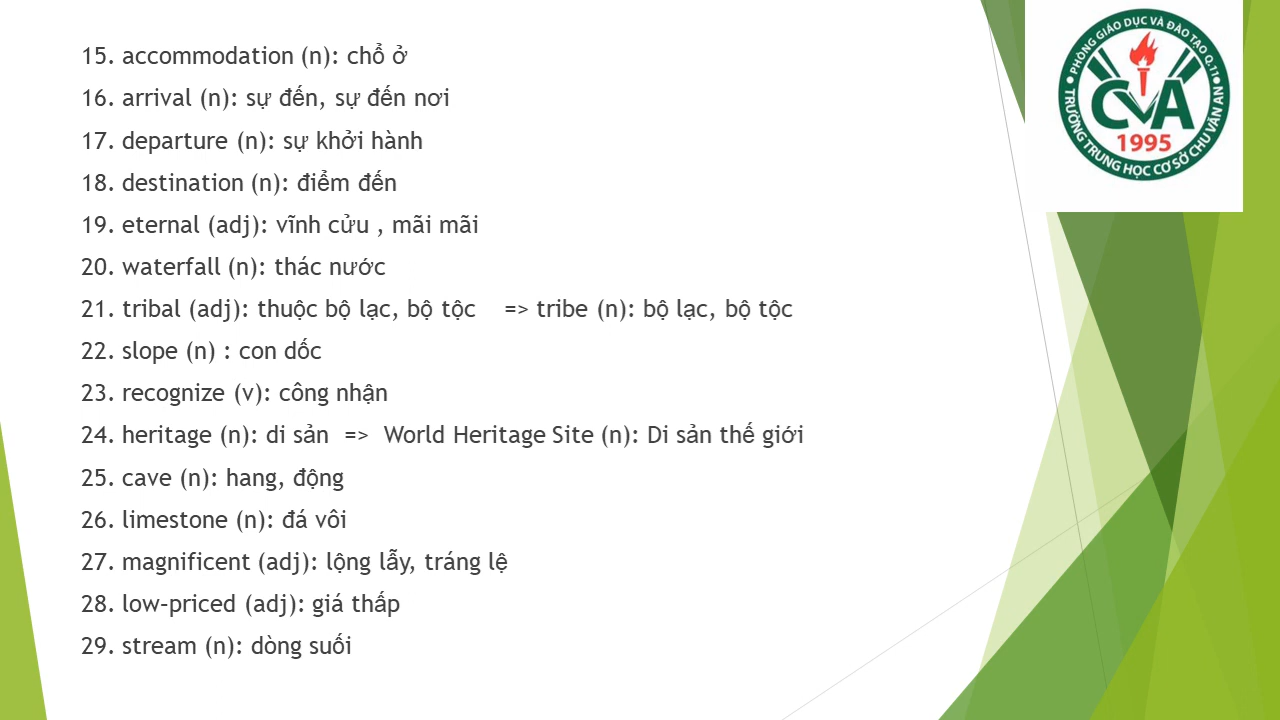 15. accommodation (n): chổ ở
16. arrival (n): sự đến, sự đến nơi
17. departure (n): sự khởi hành
18. destination (n): điểm đến
19. eternal (adj): vĩnh cửu , mãi mãi
20. waterfall (n): thác nước
21. tribal (adj): thuộc bộ lạc, bộ tộc => tribe (n): bộ lạc, bộ tộc
22. slope (n) : con dốc
23. recognize (v): công nhận
24. heritage (n): di sản => World Heritage Site (n): Di sản thế giới
25. cave (n): hang, động
26. limestone (n): đá vôi
27. magnificent (adj): lộng lẫy, tráng lệ
28. low-priced (adj): giá thấp
29. stream (n): dòng suối
PHÒNG GIÁO DỤC VÀ ĐÀO TẠO Q.11
CVA
1995
TRƯỜNG TRUNG HỌC CƠ SỞ CHU VĂN AN